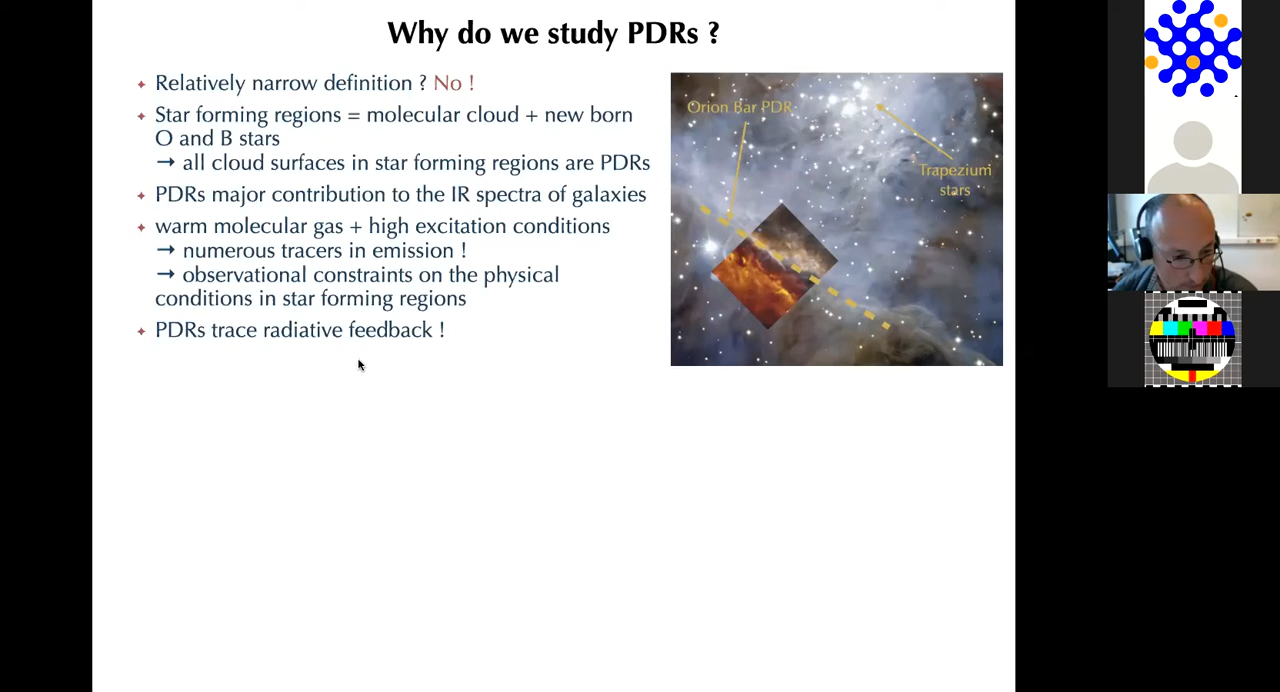 Why do we study PDRs ?
Relatively narrow definition ? No !
Star forming regions = molecular cloud + new born
O and B stars
→ all cloud surfaces in star forming regions are PDRs
PDRs major contribution to the IR spectra of galaxies
warm molecular gas + high excitation conditions
→ numerous tracers in emission !
→ observational constraints on the physical
conditions in star forming regions
PDRs trace radiative feedback !
Orion Bar PDR
Trapezium
stars